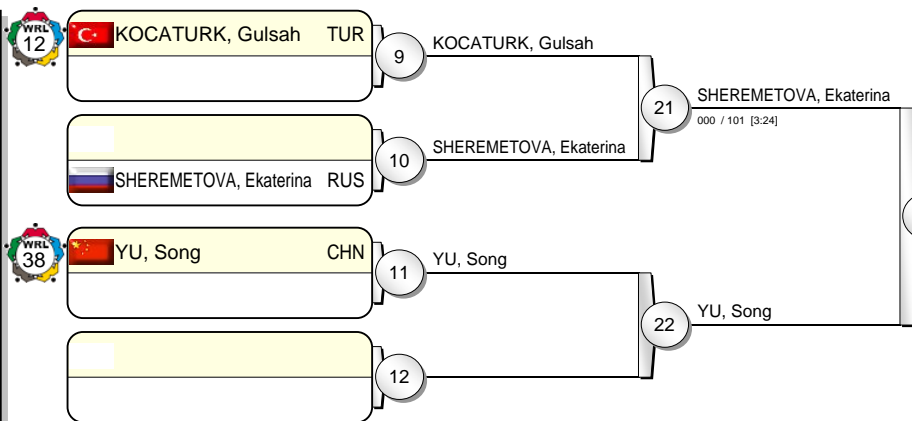 WRL
12
KOCATURK, Gulsah TUR
9
KOCATURK, Gulsah
21
SHEREMETOVA, Ekaterina
000 / 101 [3:24]
10
SHEREMETOVA, Ekaterina
SHEREMETOVA, Ekaterina RUS
WRL
38
YU, Song CHN
11
YU, Song
22
YU, Song
12